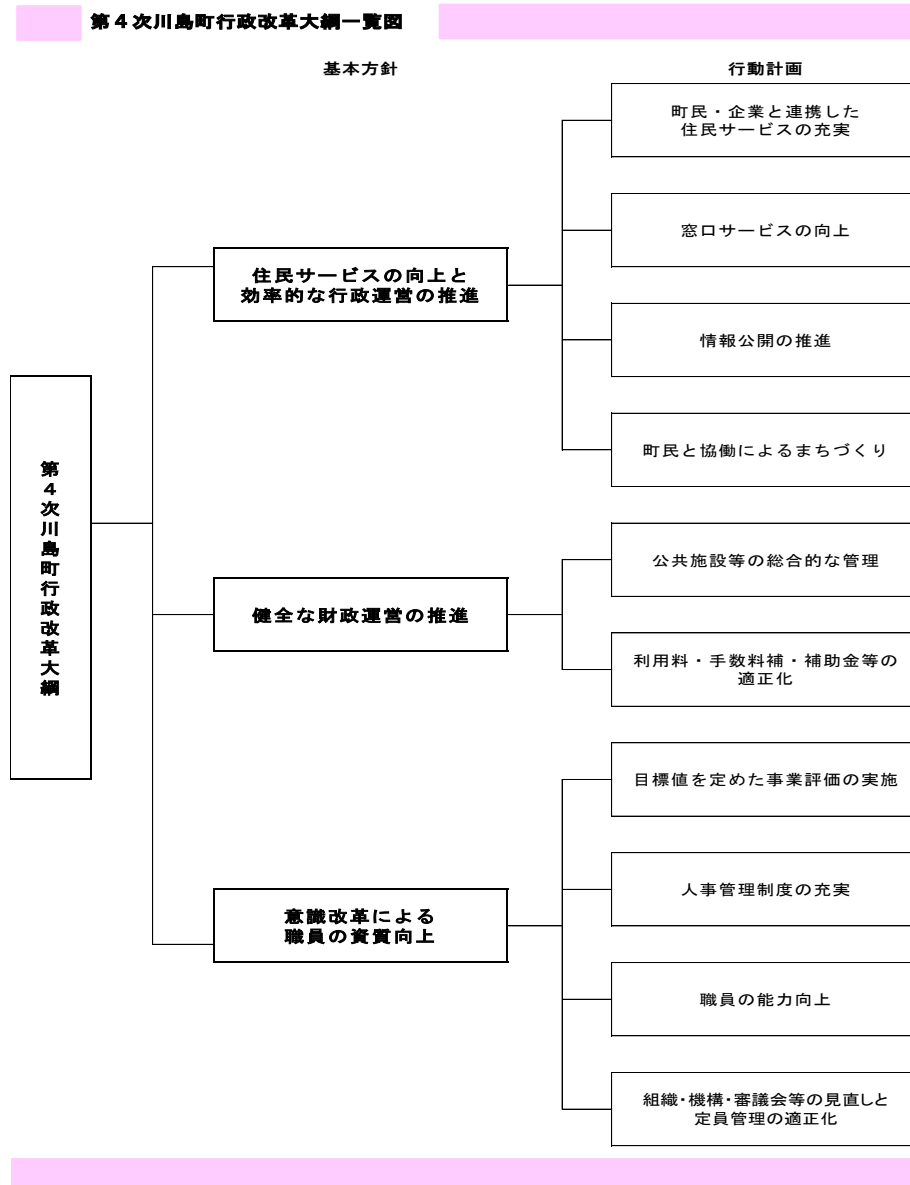 第4次川島町行政改革大綱一覧図
基本方針
行動計画
第4次川島町行政改革大綱
住民サービスの向上と
効率的な行政運営の推進
町民・企業と連携した
住民サービスの充実
窓口サービスの向上
情報公開の推進
町民と協働によるまちづくり
健全な財政運営の推進
公共施設等の総合的な管理
利用料・手数料補・補助金等の
適正化
意識改革による
職員の資質向上
目標値を定めた事業評価の実施
人事管理制度の充実
職員の能力向上
組織・機構・審議会等の見直しと
定員管理の適正化